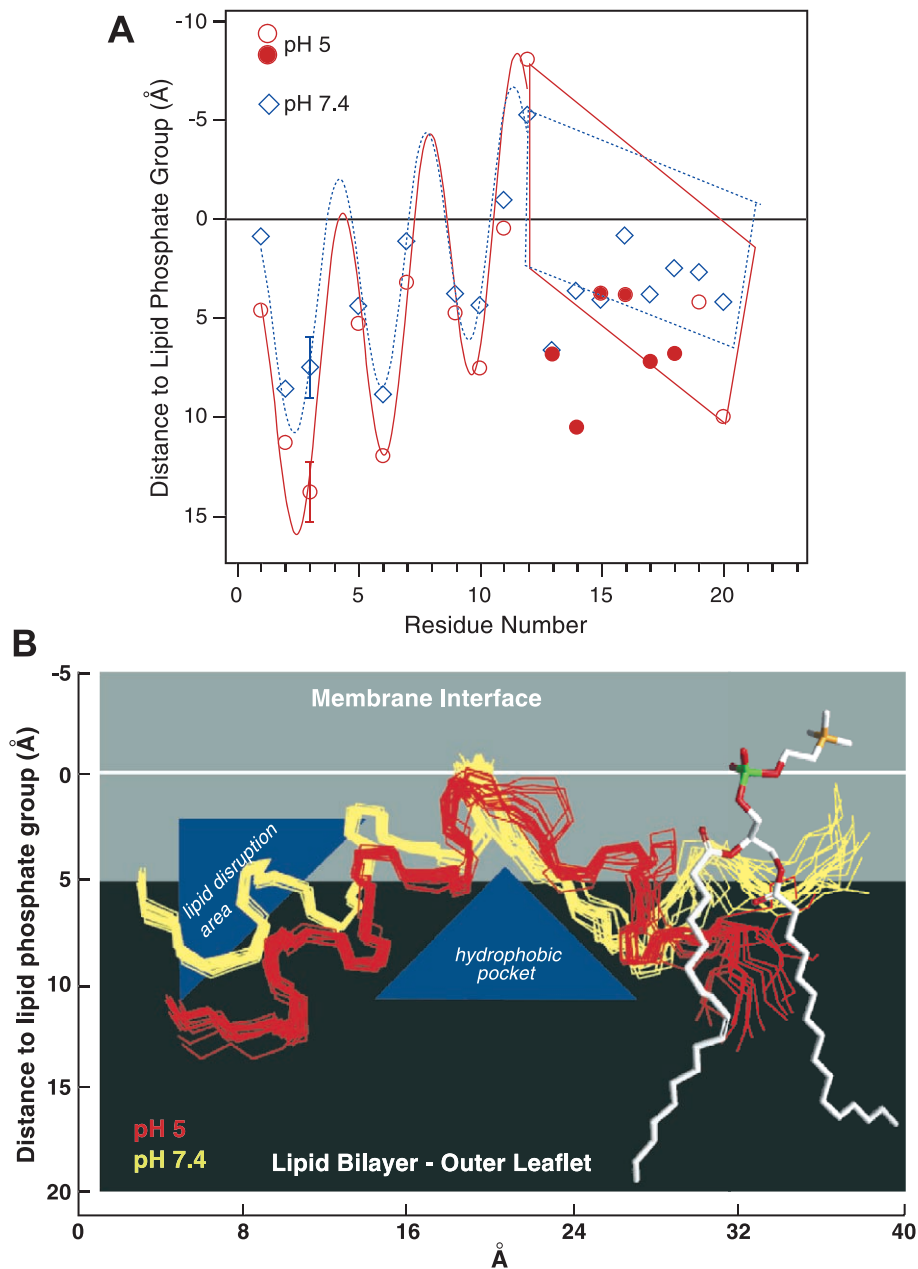 A
-10
-5
0
5
10
15
Distance to Lipid Phosphate Group (Å)
pH 5
pH 7.4
0
5
10
15
20
Residue Number
B
-5
0
5
10
15
20
Distance to lipid phosphate group (Å)
Membrane Interface
lipid disruption
area
hydrophobic
pocket
pH 5
pH 7.4
Lipid Bilayer - Outer Leaflet
0
8
16
24
32
40
Å